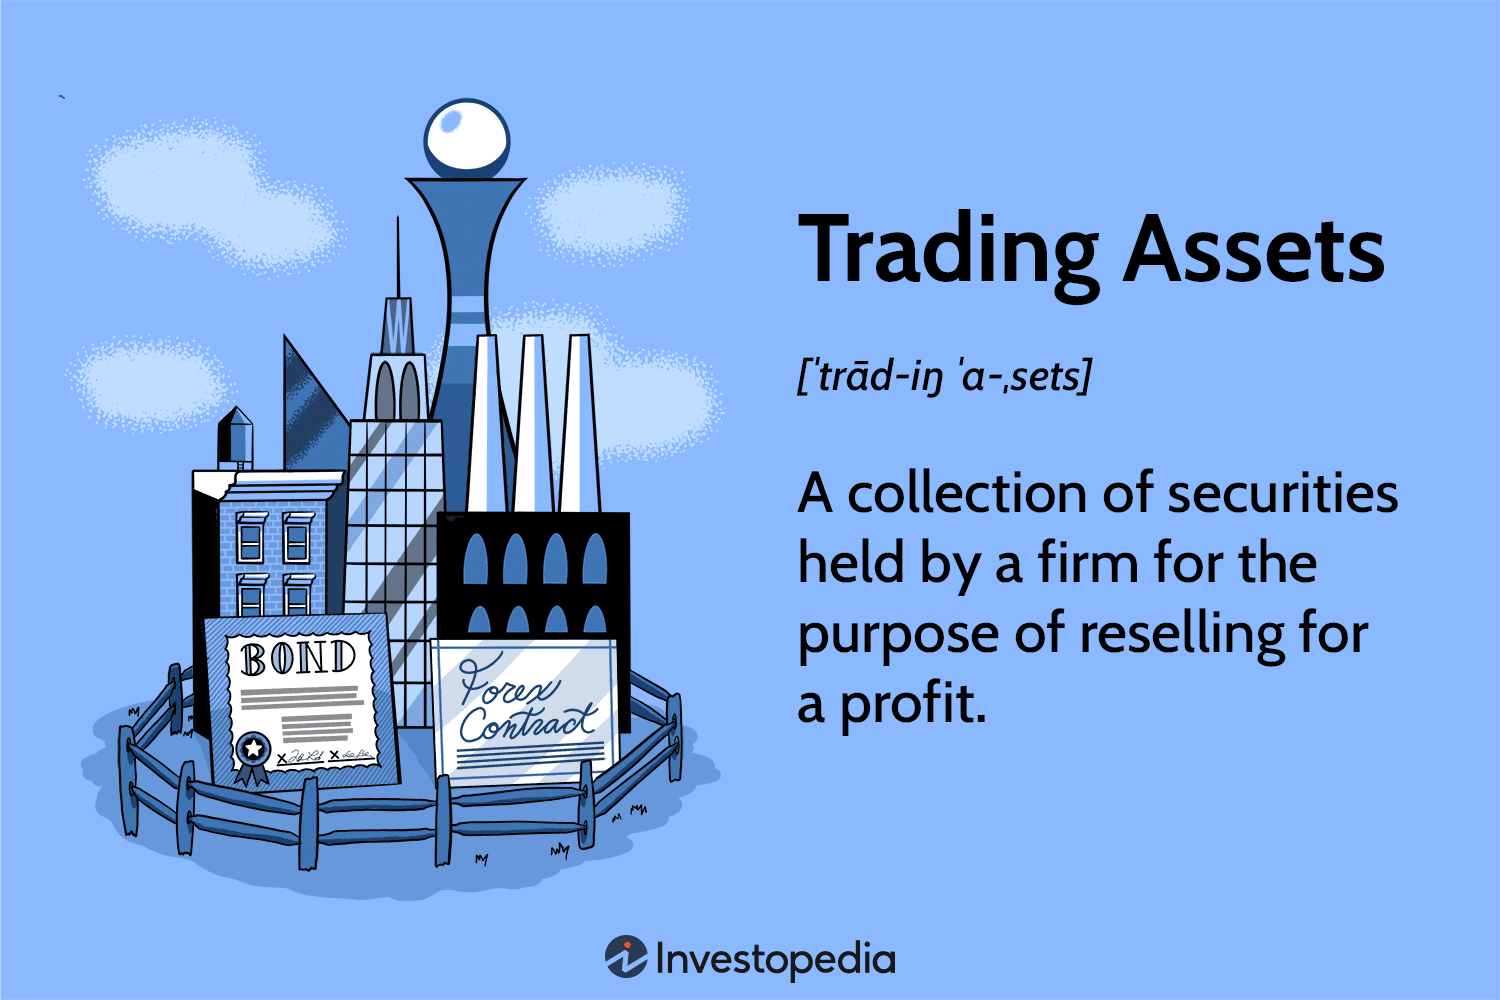 W
Trading Assets
[ˈtrād-iŋ ˈa-ˌsets]
A collection of securities
held by a firm for the
purpose of reselling for
a profit.
BOND
X
X
Forex
Contract
Investopedia